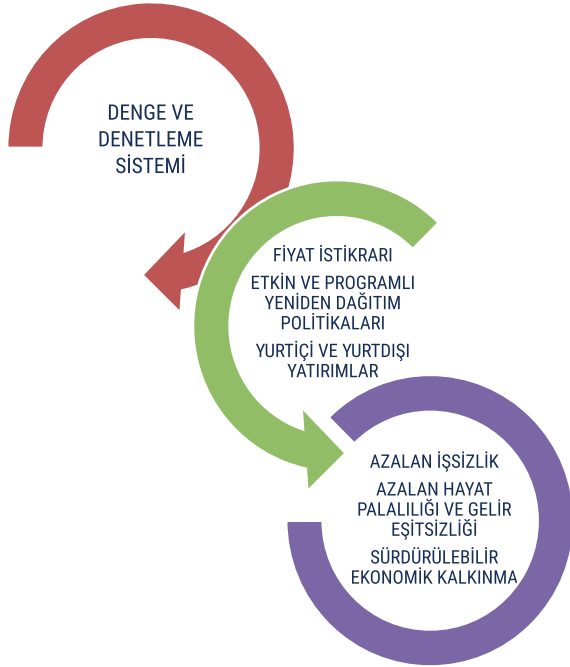 DENGE VE
DENETLEME
SİSTEMİ
FİYAT İSTİKRARI
ETKİN VE PROGRAMLI
YENİDEN DAĞITIM
POLİTİKALARI
YURTİÇİ VE YURTDIŞI
YATIRIMLAR
AZALAN İŞSİZLİK
AZALAN HAYAT
PALALILIĞI VE GELİR
EŞİTSİZLİĞİ
SÜRDÜRÜLEBİLİR
EKONOMİK KALKINMA